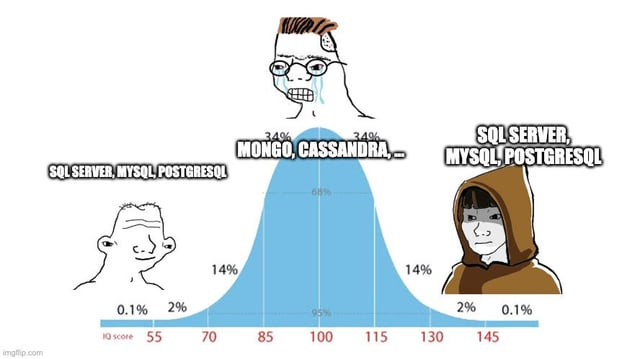 SQL SERVER,
MYSQL, POSTGRESQL
34% 34%
MONGO, CASSANDRA, ...
SQL SERVER, MYSQL, POSTGRESQL
68%
14% 14%
0.1% 2% 95% 2% 0.1%
IQ score 55 70 85 100 115 130 145
imgflip.com